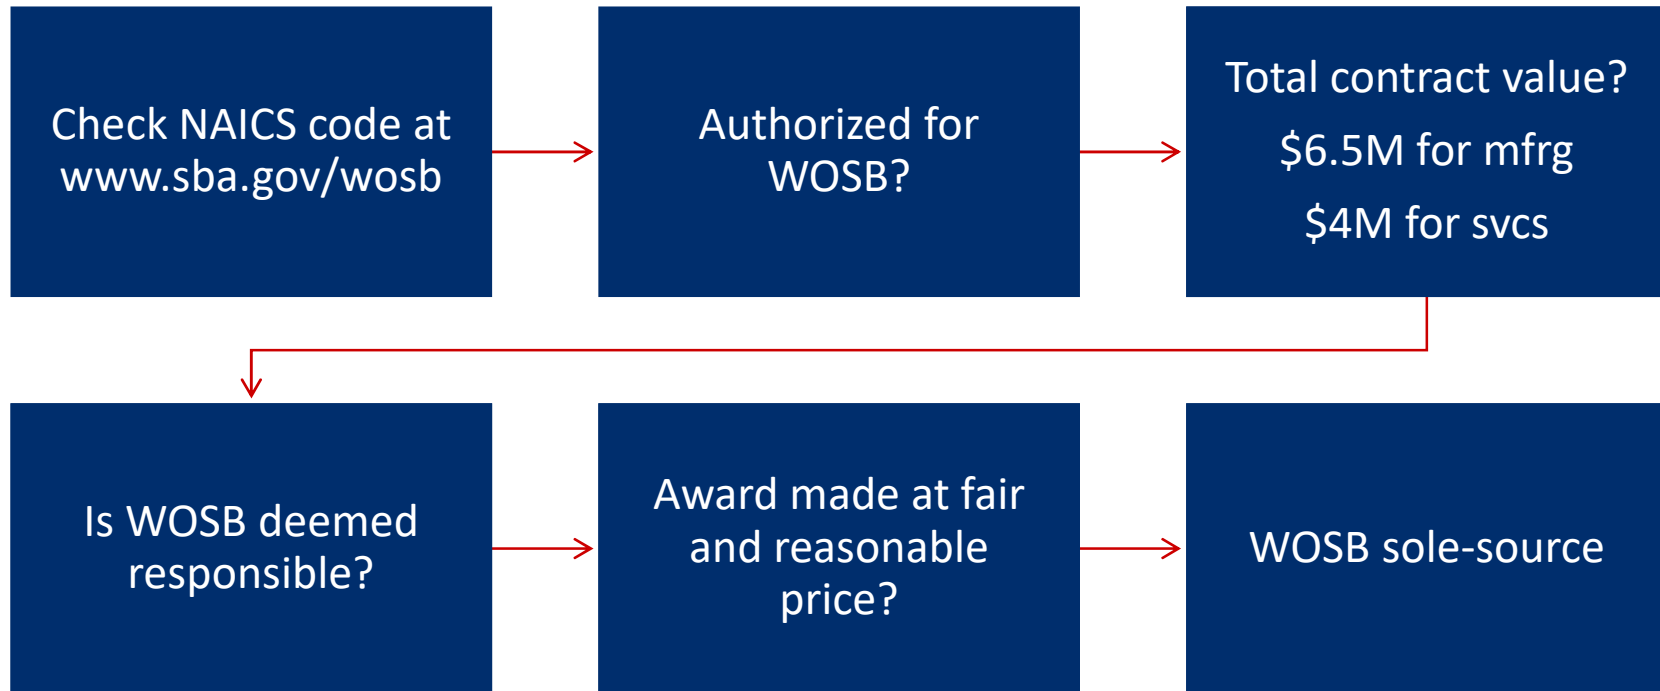 Check NAICS code at
www.sba.gov/wosb
Authorized for
WOSB?
Total contract value?
$6.5M for mfrg
$4M for svcs
Is WOSB deemed
responsible?
Award made at fair
and reasonable
price?
WOSB sole-source